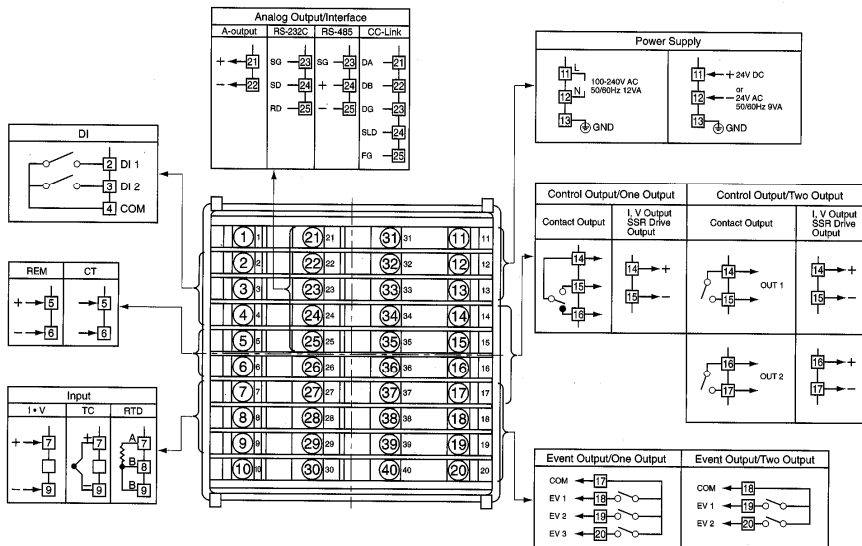 Analog Output/Interface
A-output RS-232C RS-485 CC-Link
+ 21 SG 23 SG 23 DA 21
− 22 SD 24 + 24 DB 22
RD 25 − 25 DG 23
SLD 24
FG 25
Power Supply
11 L
100-240V AC
50/60Hz 12VA
12 N
13 GND
11 + 24V DC
or
12 − 24V AC
50/60Hz 9VA
13 GND
DI
2 DI 1
3 DI 2
4 COM
REM CT
+ 5 5
− 6 6
Input
I • V TC RTD
+ 7 + 7 A 7
B 8
− 9 − 9 B 9
1 1 21 21 31 31 11 11
2 2 22 22 32 32 12 12
3 3 23 23 33 33 13 13
4 4 24 24 34 34 14 14
5 5 25 25 35 35 15 15
6 6 26 26 36 36 16 16
7 7 27 27 37 37 17 17
8 8 28 28 38 38 18 18
9 9 29 29 39 39 19 19
10 10 30 30 40 40 20 20
Control Output/One Output Control Output/Two Output
Contact Output
I, V Output
SSR Drive
Output
Contact Output
I, V Output
SSR Drive
Output
14
15
16
14 +
15 −
14
OUT 1
15
14 +
15 −
16
OUT 2
17
16 +
17 −
Event Output/One Output
COM 17
EV 1 18
EV 2 19
EV 3 20
Event Output/Two Output
COM 18
EV 1 19
EV 2 20